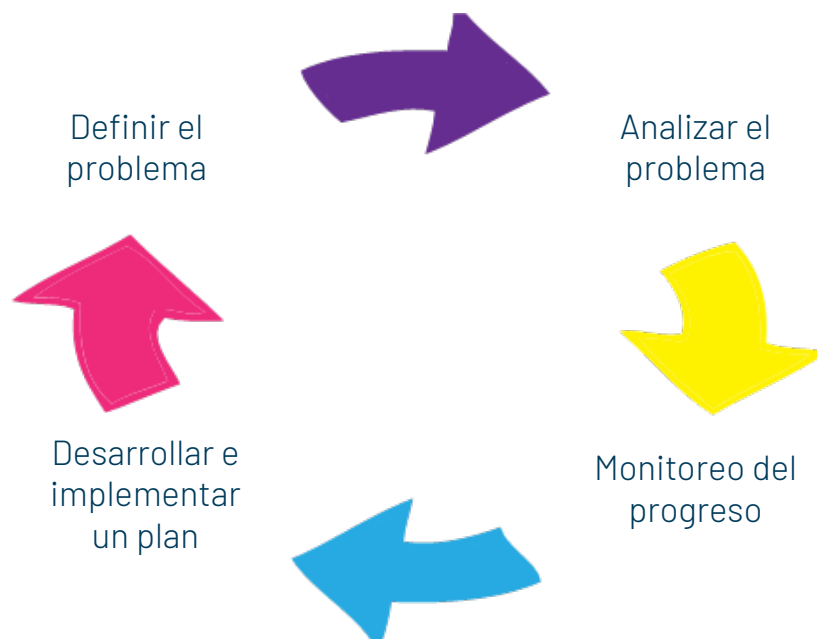 Definir el
problema
Analizar el
problema
Monitoreo del
progreso
Desarrollar e
implementar
un plan